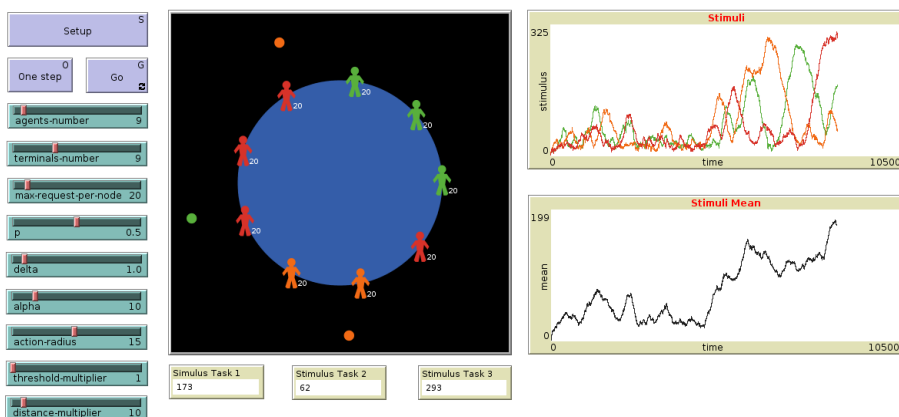 Setup
S
One step
O
Go
G
agents-number 9
terminals-number 9
max-request-per-node 20
p 0.5
delta 1.0
alpha 10
action-radius 15
threshold-multiplier 1
distance-multiplier 10
20
20
20
20
20
20
20
20
20
Simulus Task 1
173
Stimulus Task 2
62
Stimulus Task 3
293
Stimuli
325
stimulus
0
0
time
10500
Stimuli Mean
199
mean
0
0
time
10500